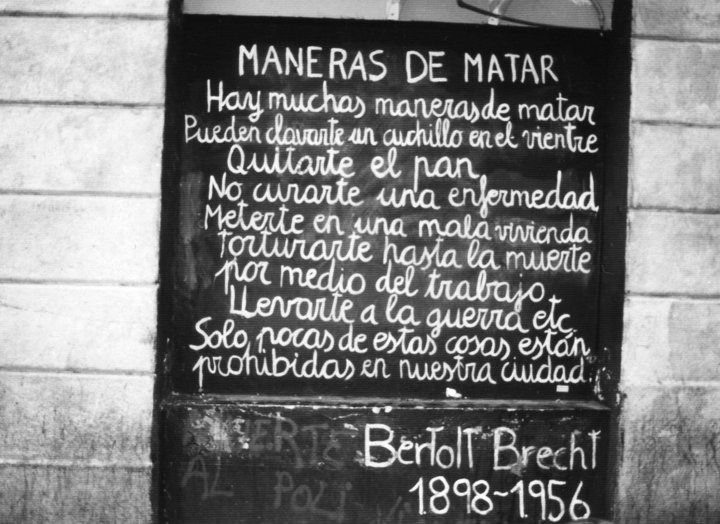 MANERAS DE MATAR
Hay muchas maneras de matar
Pueden clavarte un cuchillo en el vientre
Quitarte el pan
No curarte una enfermedad,
Meterte en una mala vivienda
Torturarte hasta la muerte
por medio del trabajo,
Llevarte a la guerra etc.
Solo pocas de estas cosas están
prohibidas en nuestra ciudad.
Bertolt Brecht
1898-1956
AL POLI